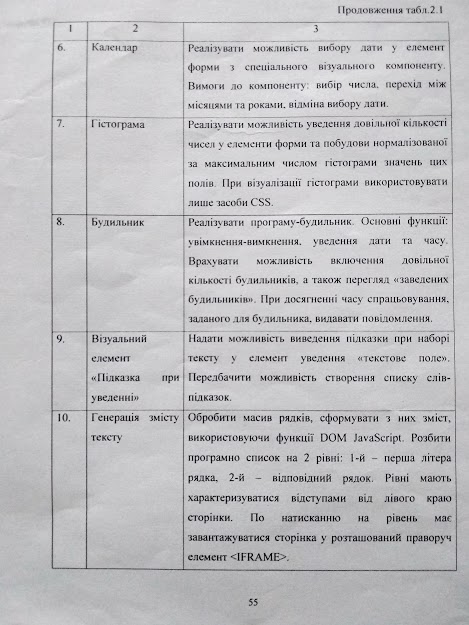 Продовження табл.2.1
1 2 3
6. Календар Реалізувати можливість вибору дати у елемент
форми з спеціального візуального компоненту.
Вимоги до компоненту: вибір числа, перехід між
місяцями та роками, відміна вибору дати.
7. Гістограма Реалізувати можливість уведення довільної кількості
чисел у елементи форми та побудови нормалізованої
за максимальним числом гістограми значень цих
полів. При візуалізації гістограми використовувати
лише засоби CSS.
8. Будильник Реалізувати програму-будильник. Основні функції:
увімкнення-вимкнення, уведення дати та часу.
Врахувати можливість включення довільної
кількості будильників, а також перегляд «заведених
будильників». При досягненні часу спрацьовування,
заданого для будильника, видавати повідомлення.
9. Візуальний Надати можливість виведення підказки при наборі
елемент тексту у елемент уведення «текстове поле».
«Підказка при Передбачити можливість створення списку слів-
уведенні» підказок.
10. Генерація змісту Обробити масив рядків, сформувати з них зміст,
тексту використовуючи функції DOM JavaScript. Розбити
програмно список на 2 рівні: 1-й – перша літера
рядка, 2-й – відповідний рядок. Рівні мають
характеризуватися відступами від лівого краю
сторінки. По натисканню на рівень має
завантажуватися сторінка у розташований праворуч
елемент <IFRAME>.
55